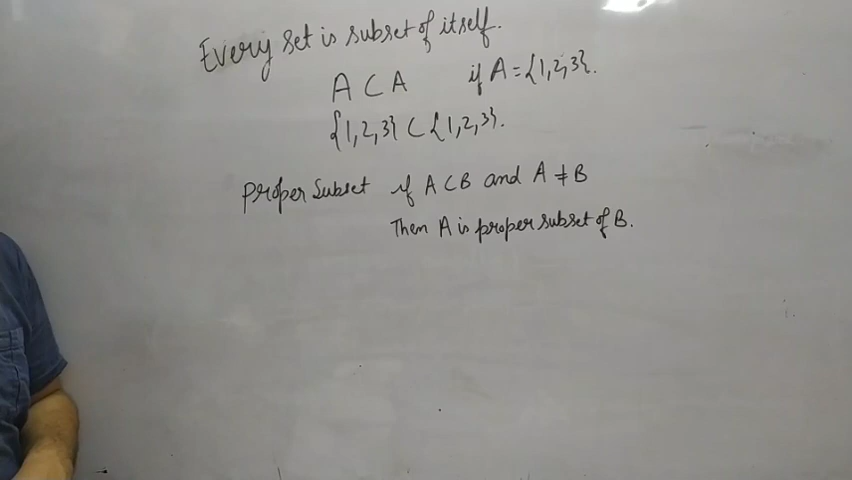 Every set is subset of itself.
A ⊂ A if A = {1,2,3}.
{1,2,3} ⊂ {1,2,3}.
Proper Subset if A ⊂ B and A ≠ B
Then A is proper subset of B.